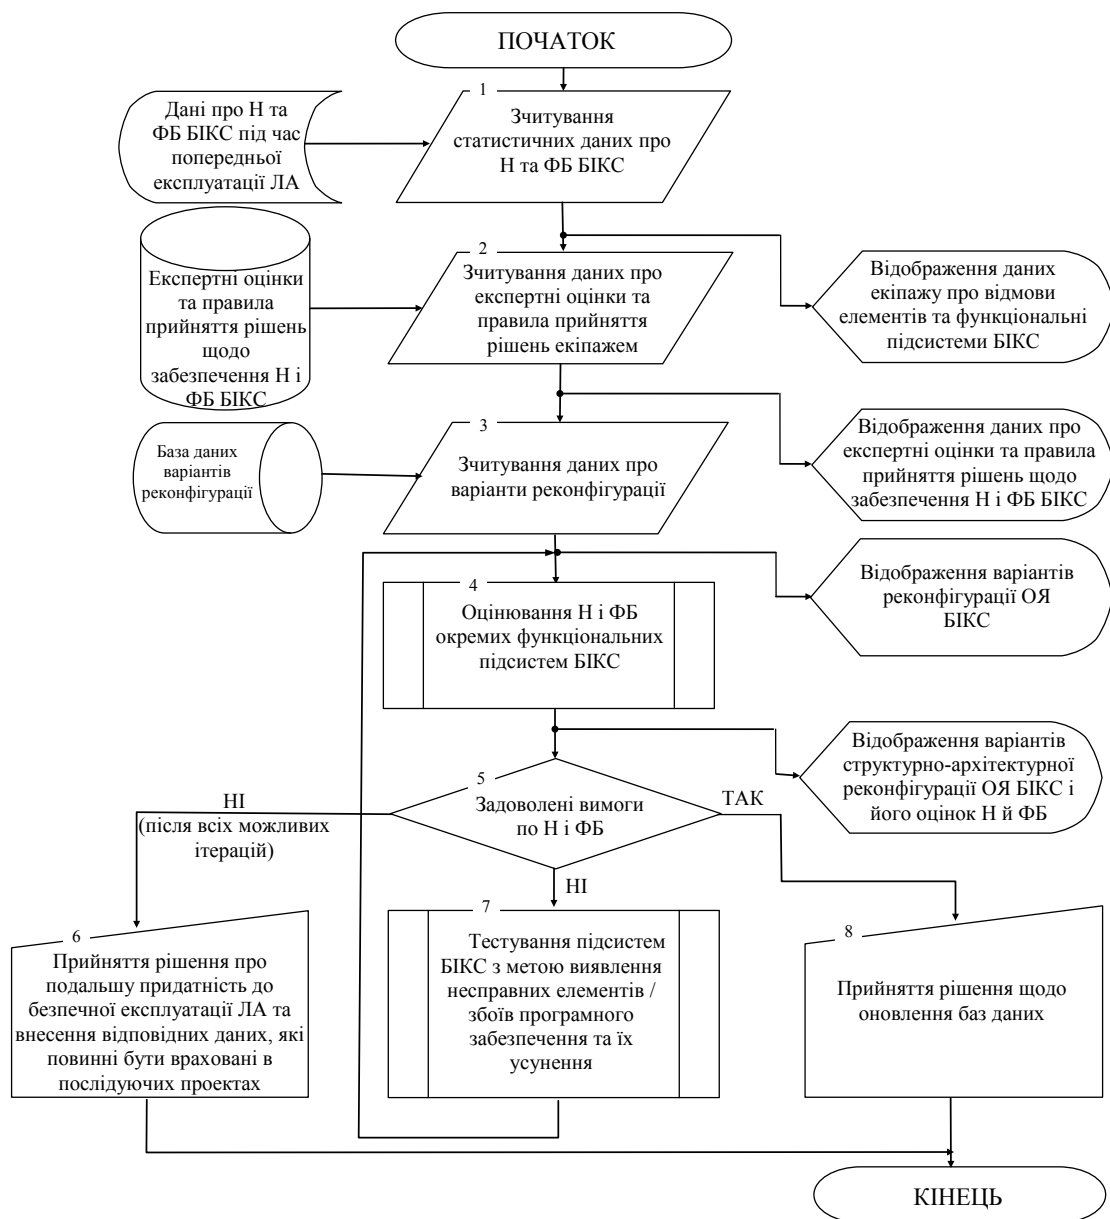 ПОЧАТОК
1
Зчитування
статистичних даних про
Н та ФБ БІКС
Дані про Н та
ФБ БІКС під час
попередньої
експлуатації ЛА
2
Зчитування даних про
експертні оцінки та
правила прийняття
рішень екіпажем
Експертні оцінки
та правила
прийняття рішень
щодо
забезпечення Н і
ФБ БІКС
Відображення даних
екіпажу про відмови
елементів та функціональні
підсистеми БІКС
3
Зчитування даних про
варіанти реконфігурації
База даних
варіантів
реконфігурації
Відображення даних про
експертні оцінки та правила
прийняття рішень щодо
забезпечення Н і ФБ БІКС
Відображення варіантів
реконфігурації ОЯ
БІКС
4
Оцінювання Н і ФБ
окремих функціональних
підсистем БІКС
Відображення варіантів
структурно-архітектурної
реконфігурації ОЯ БІКС і
його оцінок Н й ФБ
5
Задоволені вимоги
по Н і ФБ
НІ
(після всіх можливих
ітерацій)
ТАК
НІ
6
Прийняття рішення про
подальшу придатність до
безпечної експлуатації ЛА та
внесення відповідних даних, які
повинні бути враховані в
послідуючих проектах
7
Тестування підсистем
БІКС з метою виявлення
несправних елементів /
збоїв програмного
забезпечення та їх
усунення
8
Прийняття рішення щодо
оновлення баз даних
КІНЕЦЬ